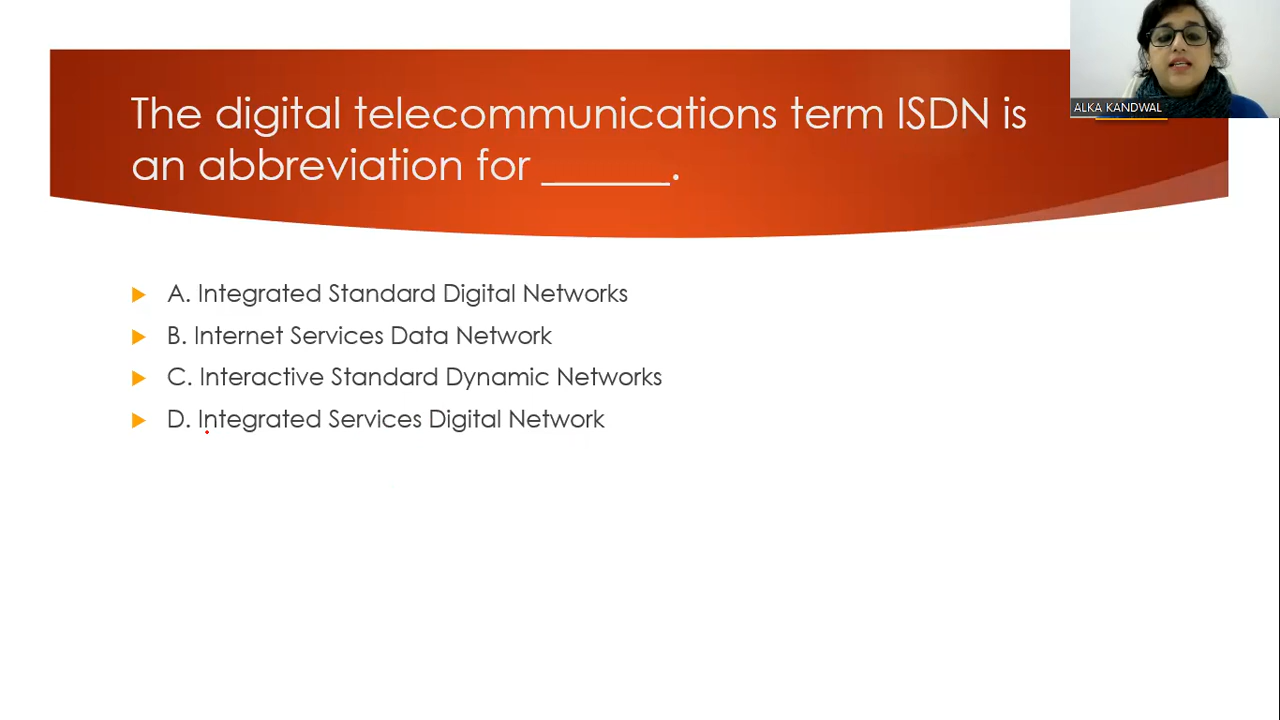 The digital telecommunications term ISDN is
an abbreviation for ______.
ALKA KANDWAL
A. Integrated Standard Digital Networks
B. Internet Services Data Network
C. Interactive Standard Dynamic Networks
D. Integrated Services Digital Network